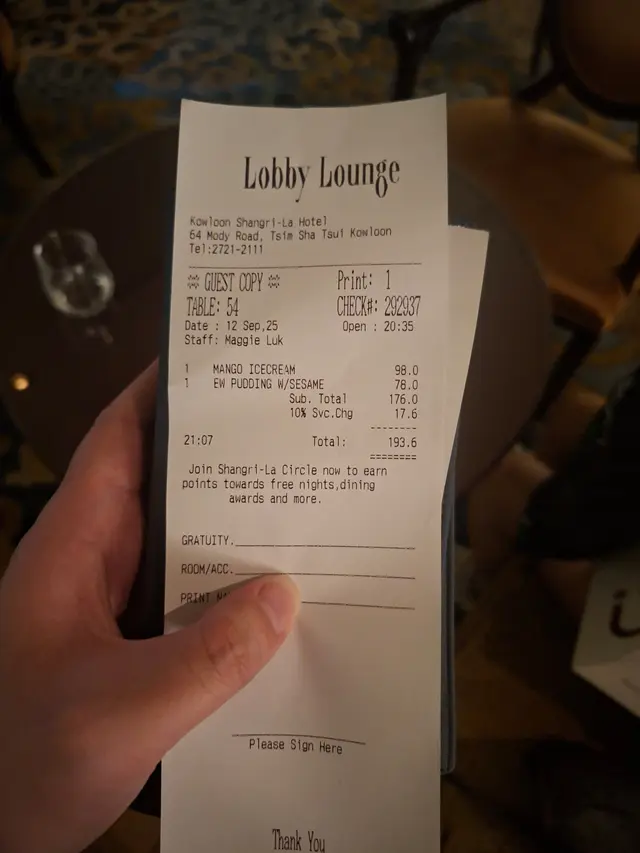 Lobby Lounge
Kowloon Shangri-La Hotel
64 Mody Road, Tsim Sha Tsui Kowloon
Tel:2721-2111
GUEST COPY Print: 1
TABLE: 54 CHECK#: 292937
Date : 12 Sep,25 Open : 20:35
Staff: Maggie Luk
1 MANGO ICECREAM 98.0
1 EW PUDDING W/SESAME 78.0
Sub. Total 176.0
10% Svc.Chg 17.6
--------
21:07 Total: 193.6
========
Join Shangri-La Circle now to earn
points towards free nights,dining
awards and more.
GRATUITY.
ROOM/ACC.
PRINT
Please Sign Here
Thank You